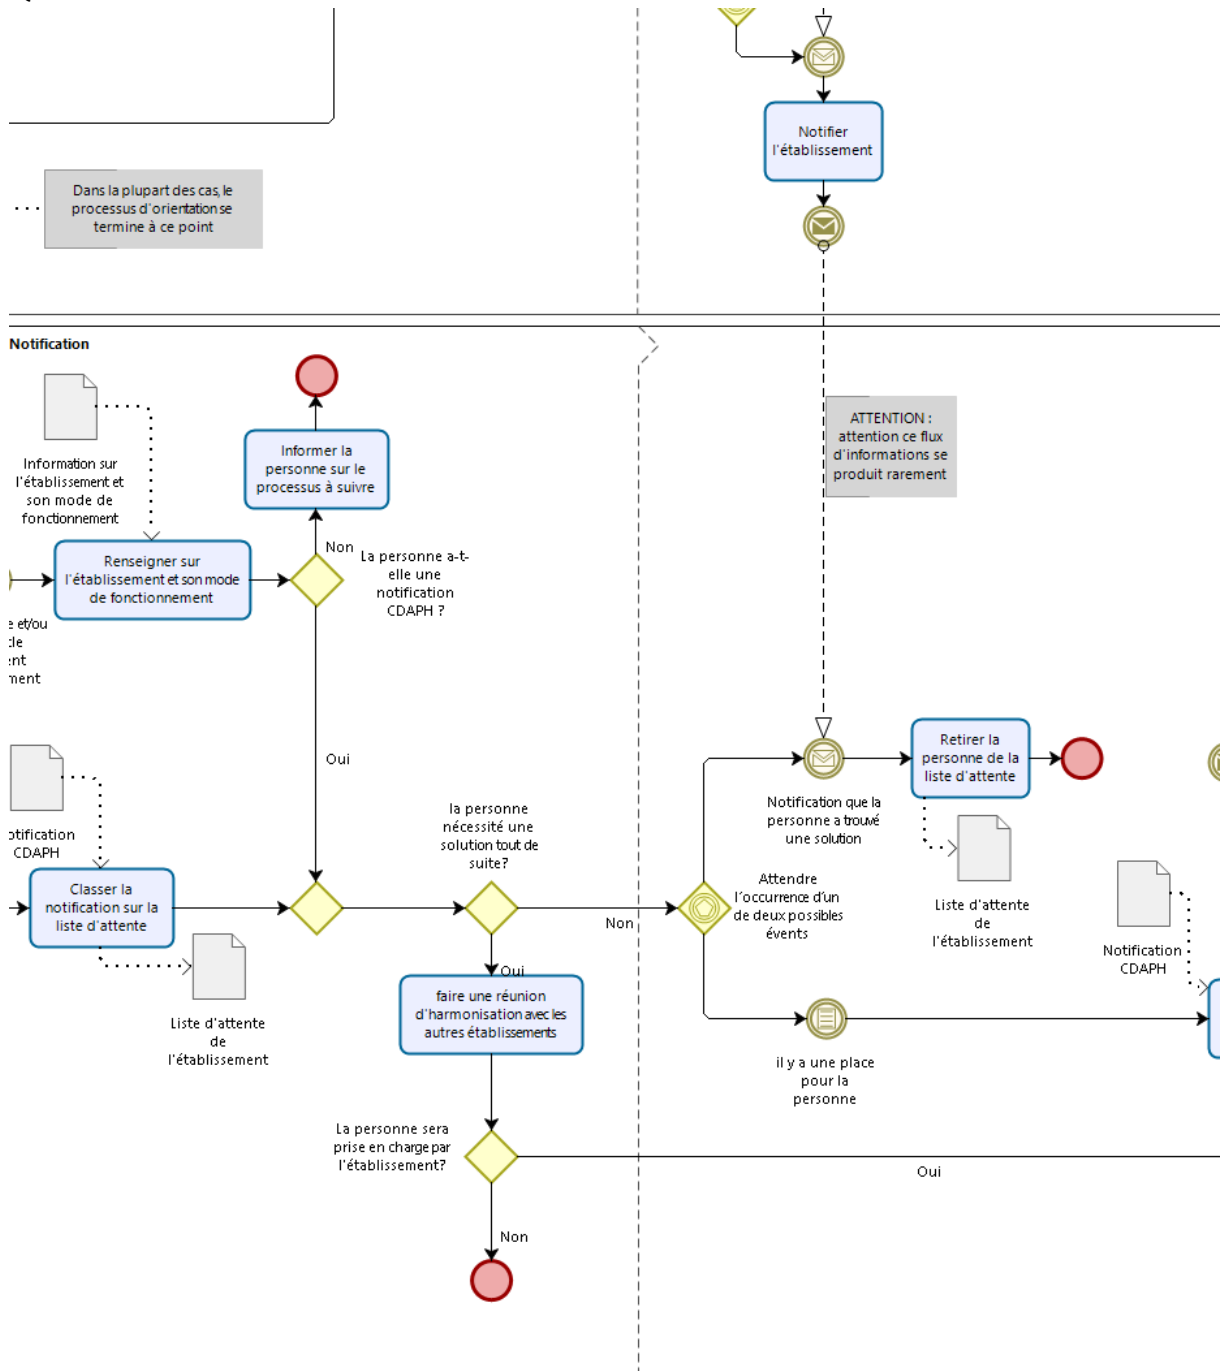 Notifier
l'établissement
Dans la plupart des cas, le
processus d'orientation se
termine à ce point
Notification
ATTENTION :
attention ce flux
d'informations se
produit rarement
Informer la
personne sur le
processus à suivre
Information sur
l'établissement et
son mode de
fonctionnement
Non
La personne a-t-
elle une
notification
CDAPH ?
Renseigner sur
l'établissement et son mode
de fonctionnement
e et/ou
de
ent
ment
Oui
Retirer la
personne de la
liste d'attente
Notification que la
personne a trouvé
une solution
la personne
nécessité une
solution tout de
suite?
otification
CDAPH
Classer la
notification sur la
liste d'attente
Attendre
l'occurrence d'un
de deux possibles
évents
Non
Liste d'attente
de
l'établissement
Notification
CDAPH
Oui
faire une réunion
d'harmonisation avec les
autres établissements
Liste d'attente
de
l'établissement
il y a une place
pour la
personne
La personne sera
prise en charge par
l'établissement?
Oui
Non